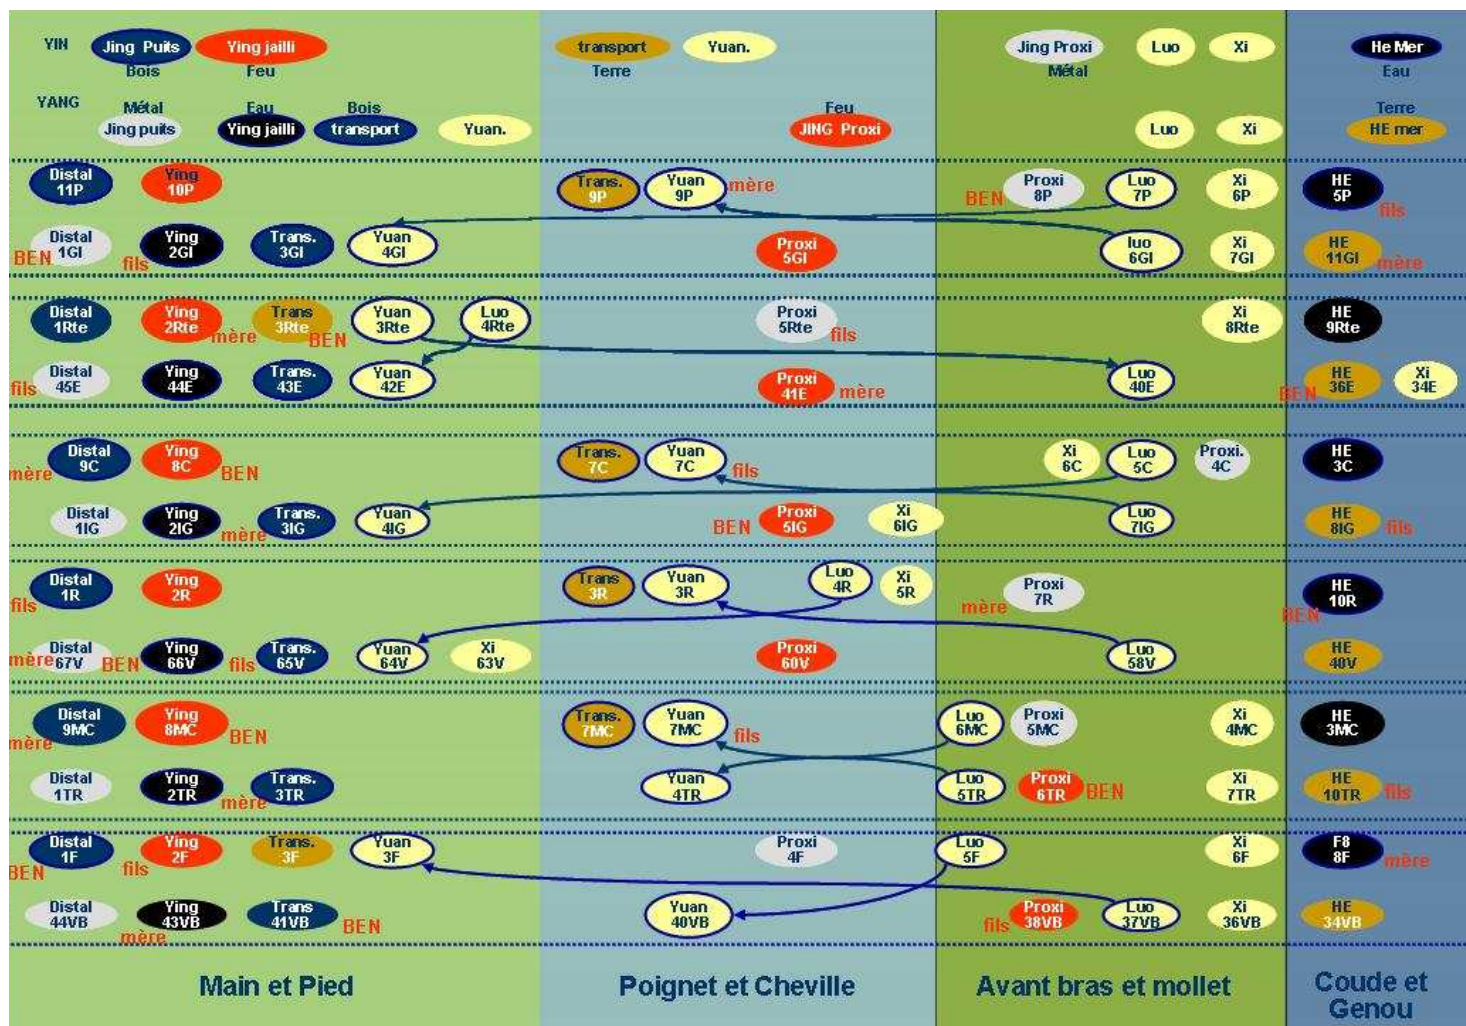 YIN Jing Puits Ying jailli transport Yuan. Jing Proxi Luo Xi He Mer
Bois Feu Terre Métal Eau
YANG Métal Eau Bois Feu Terre
Jing puits Ying jailli transport Yuan. JING Proxi Luo Xi HE mer
Distal Ying Trans. Yuan mère Proxi Luo Xi HE
11P 10P 9P 9P BEN 8P 7P 6P 5P fils
Distal Ying Trans. Yuan Proxi luo Xi HE
BEN 1GI fils 2GI 3GI 4GI 5GI 6GI 7GI 11GI mère
Distal Ying Trans Yuan Luo Proxi Xi HE
1Rte 2Rte mère 3Rte BEN 3Rte 4Rte 5Rte fils 8Rte 9Rte
Distal Ying Trans. Yuan Proxi Luo HE Xi
fils 45E 44E 43E 42E 41E mère 40E BEN 36E 34E
Distal Ying Trans. Yuan Xi Luo Proxi. HE
mère 9C 8C BEN 7C 7C fils 6C 5C 4C 3C
Distal Ying Trans. Yuan Proxi Xi Luo HE
1IG 2IG mère 3IG 4IG BEN 5IG 6IG 7IG 8IG fils
Distal Ying Trans Yuan Luo Xi Proxi HE
fils 1R 2R 3R 3R 4R 5R mère 7R 10R BEN
Distal Ying Trans. Yuan Xi Proxi Luo HE
mère 67V BEN 66V fils 65V 64V 63V 60V 58V 40V
Distal Ying Trans. Yuan Luo Proxi Xi HE
mère 9MC 8MC BEN 7MC 7MC fils 6MC 5MC 4MC 3MC
Distal Ying Trans. Yuan Luo Proxi Xi HE
1TR 2TR mère 3TR 4TR 5TR 6TR BEN 7TR 10TR fils
Distal Ying Trans. Yuan Proxi Luo Xi F8
BEN 1F fils 2F 3F 3F 4F 5F 6F 8F mère
Distal Ying Trans Yuan Proxi Luo Xi HE
44VB mère 43VB 41VB BEN 40VB fils 38VB 37VB 36VB 34VB
Main et Pied Poignet et Cheville Avant bras et mollet Coude et
Genou